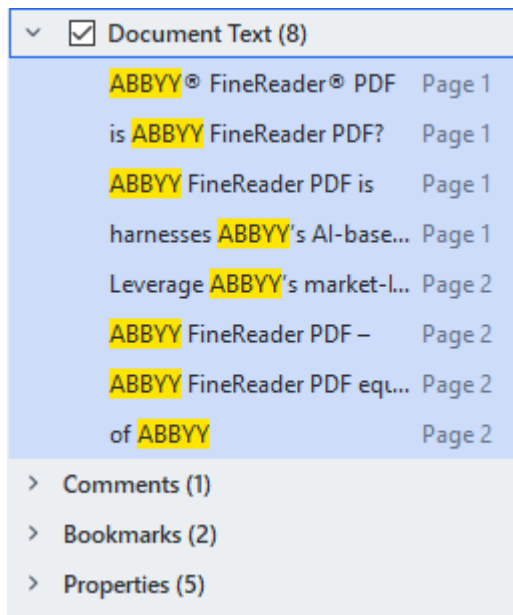 Document Text (8)
ABBYY® FineReader® PDF Page 1
is ABBYY FineReader PDF? Page 1
ABBYY FineReader PDF is Page 1
harnesses ABBYY's AI-base... Page 1
Leverage ABBYY's market-l... Page 2
ABBYY FineReader PDF – Page 2
ABBYY FineReader PDF equ... Page 2
of ABBYY Page 2
Comments (1)
Bookmarks (2)
Properties (5)